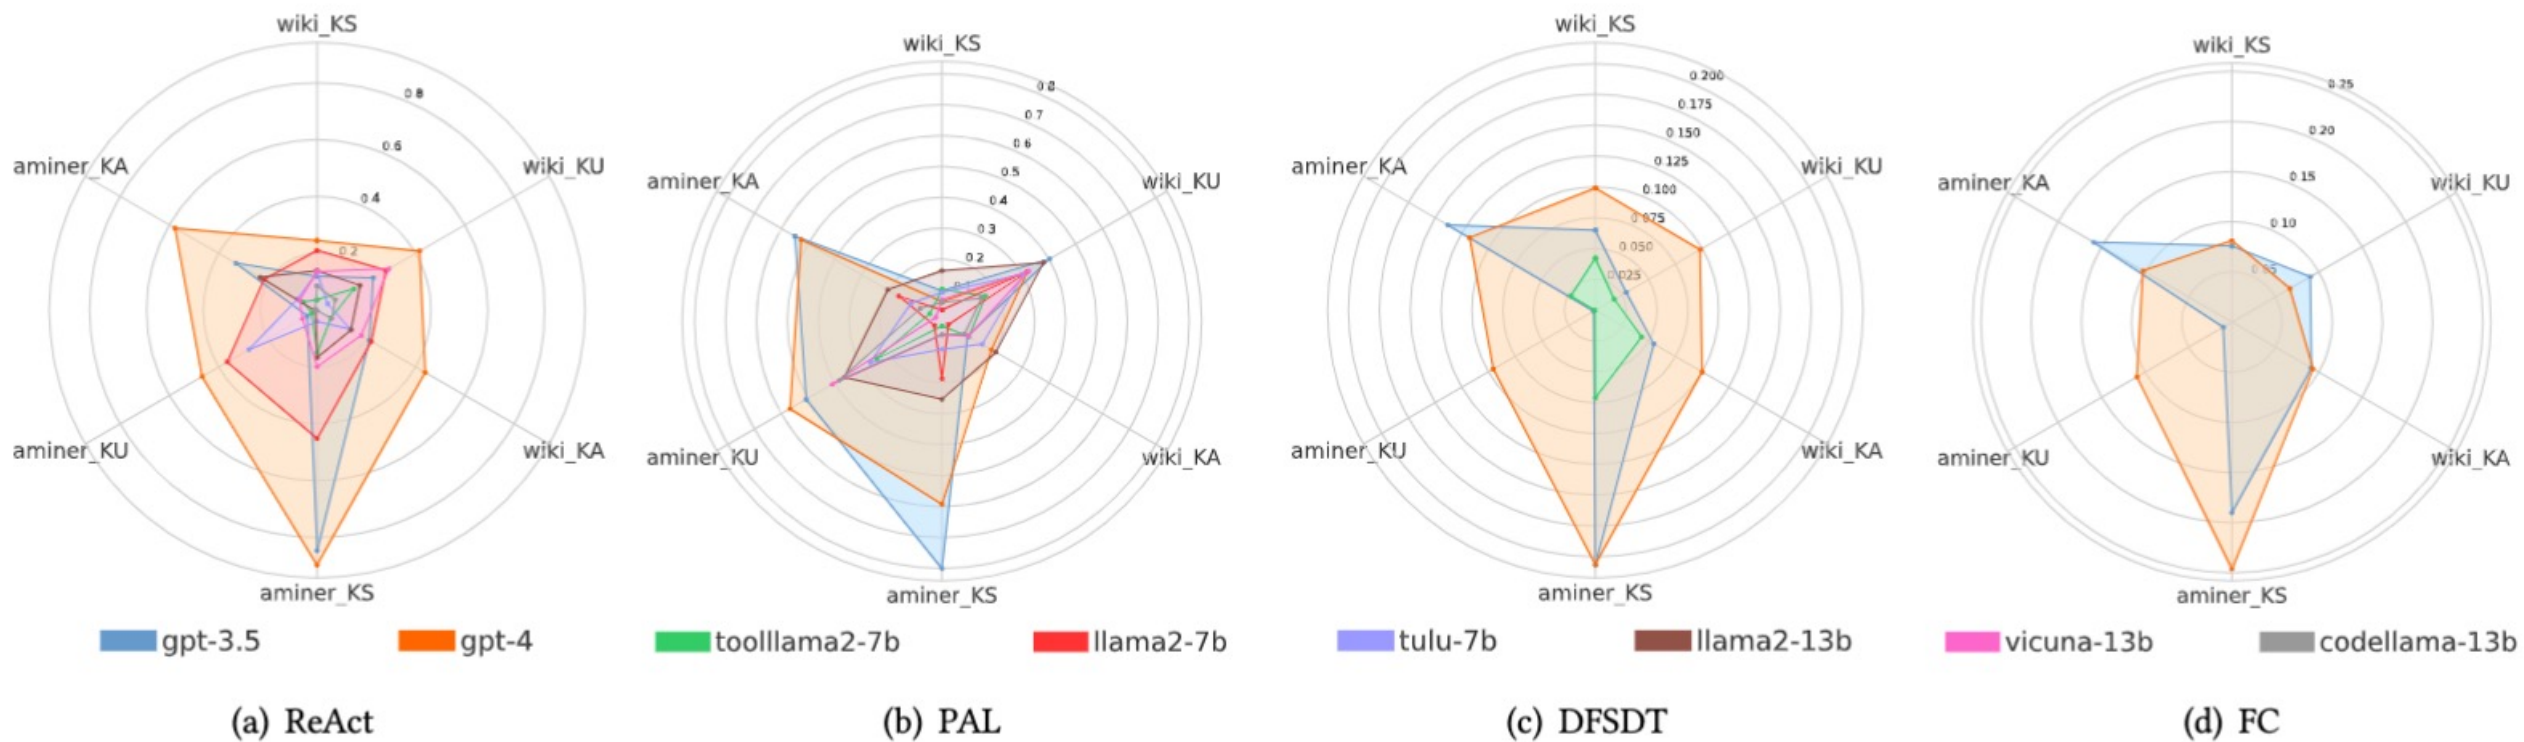 wiki_KS
0.8
0.6
0.4
0.2
aminer_KA
wiki_KU
aminer_KU
wiki_KA
aminer_KS
wiki_KS
0.8
0.7
0.6
0.5
0.4
0.3
0.2
0.1
aminer_KA
wiki_KU
aminer_KU
wiki_KA
aminer_KS
wiki_KS
0.200
0.175
0.150
0.125
0.100
0.075
0.050
0.025
aminer_KA
wiki_KU
aminer_KU
wiki_KA
aminer_KS
wiki_KS
0.25
0.20
0.15
0.10
0.05
aminer_KA
wiki_KU
aminer_KU
wiki_KA
aminer_KS
gpt-3.5 gpt-4 toolllama2-7b llama2-7b tulu-7b llama2-13b vicuna-13b codellama-13b
(a) ReAct (b) PAL (c) DFSDT (d) FC